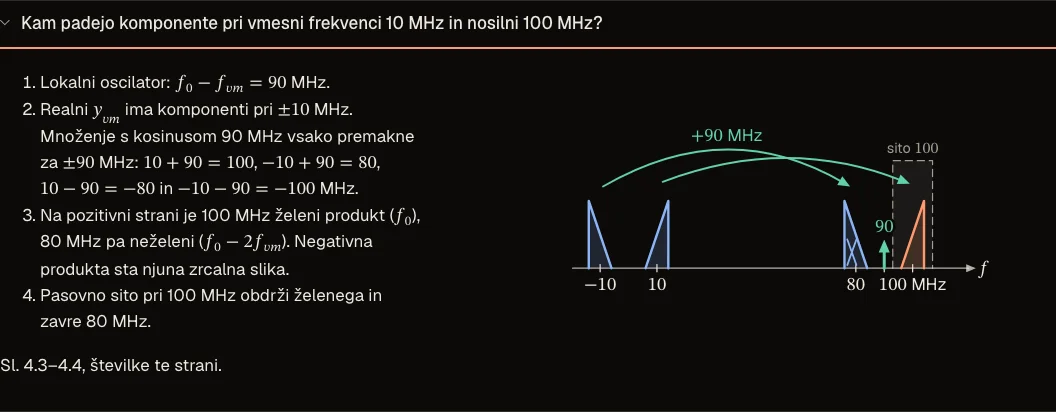 Kam padejo komponente pri vmesni frekvenci 10 MHz in nosilni 100 MHz?
1. Lokalni oscilator: f₀ − fᵥₘ = 90 MHz.
2. Realni yᵥₘ ima komponenti pri ±10 MHz.
Množenje s kosinusom 90 MHz vsako premakne
za ±90 MHz: 10 + 90 = 100, −10 + 90 = 80,
10 − 90 = −80 in −10 − 90 = −100 MHz.
3. Na pozitivni strani je 100 MHz želeni produkt (f₀),
80 MHz pa neželeni (f₀ − 2fᵥₘ). Negativna
produkta sta njuna zrcalna slika.
4. Pasovno sito pri 100 MHz obdrži želenega in
zavre 80 MHz.
Sl. 4.3–4.4, številke te strani.
+90 MHz
sito 100
90
f
−10 10 80 100 MHz